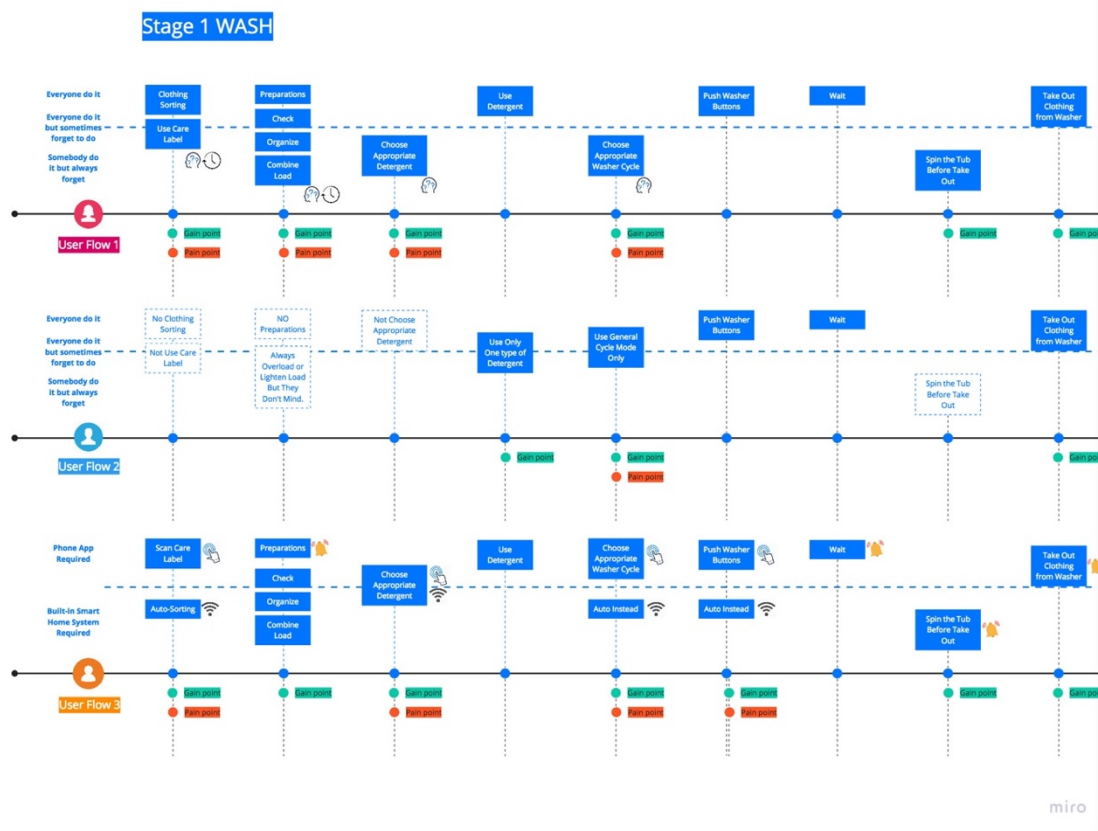 Stage 1 WASH
Everyone do it
Everyone do it
but sometimes
forget to do
Somebody do
it but always
forget
Clothing
Sorting
Use Care
Label
Preparations
Check
Organize
Combine
Load
Choose
Appropriate
Detergent
Use
Detergent
Choose
Appropriate
Washer Cycle
Push Washer
Buttons
Wait
Spin the Tub
Before Take
Out
Take Out
Clothing
from Washer
User Flow 1
Gain point
Pain point
Gain point
Pain point
Gain point
Pain point
Gain point
Pain point
Gain point
Gain poi
Everyone do it
Everyone do it
but sometimes
forget to do
Somebody do
it but always
forget
No Clothing
Sorting
Not Use Care
Label
NO
Preparations
Always
Overload or
Lighten Load
But They
Don't Mind.
Not Choose
Appropriate
Detergent
Use Only
One type of
Detergent
Use General
Cycle Mode
Only
Push Washer
Buttons
Wait
Spin the Tub
Before Take
Out
Take Out
Clothing
from Washer
User Flow 2
Gain point
Gain point
Pain point
Gain poi
Phone App
Required
Built-in Smart
Home System
Required
Scan Care
Label
Auto-Sorting
Preparations
Check
Organize
Combine
Load
Choose
Appropriate
Detergent
Use
Detergent
Choose
Appropriate
Washer Cycle
Auto Instead
Push Washer
Buttons
Auto Instead
Wait
Spin the Tub
Before Take
Out
Take Out
Clothing
from Washer
User Flow 3
Gain point
Pain point
Gain point
Gain point
Pain point
Gain point
Pain point
Gain point
Pain point
Gain point
Gain poi
miro